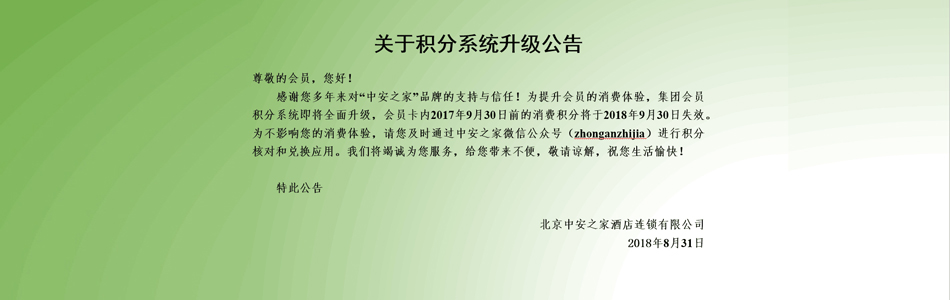 关于积分系统升级公告
尊敬的会员，您好！
感谢您多年来对“中安之家”品牌的支持与信任！为提升会员的消费体验，集团会员
积分系统即将全面升级，会员卡内2017年9月30日前的消费积分将于2018年9月30日失效。
为不影响您的消费体验，请您及时通过中安之家微信公众号（zhonganzhijia）进行积分
核对和兑换应用。我们将竭诚为您服务，给您带来不便，敬请谅解，祝您生活愉快！
特此公告
北京中安之家酒店连锁有限公司
2018年8月31日